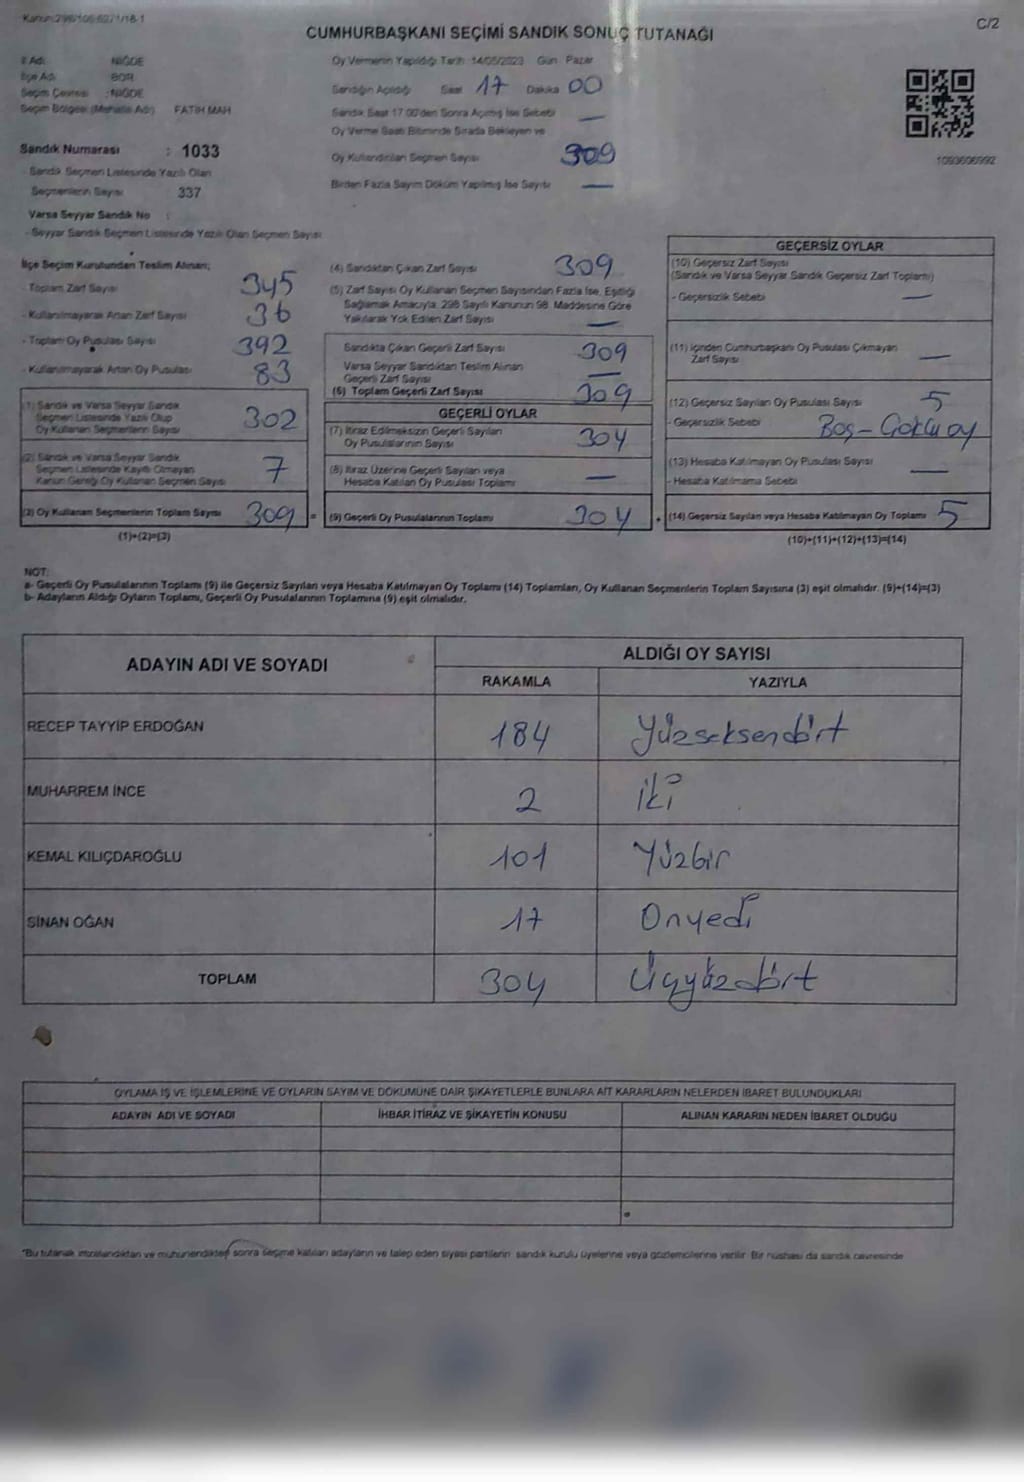 Kanun:298/106-6271/18-1
C/2
CUMHURBAŞKANI SEÇİMİ SANDIK SONUÇ TUTANAĞI
İl Adı : NİĞDE
İlçe Adı : BOR
Seçim Çevresi : NİĞDE
Seçim Bölgesi (Mahalle Adı) FATİH MAH
Sandık Numarası : 1033
- Sandık Seçmen Listesinde Yazılı Olan
Seçmenlerin Sayısı 337
Varsa Seyyar Sandık No :
- Seyyar Sandık Seçmen Listesinde Yazılı Olan Seçmen Sayısı
Oy Vermenin Yapıldığı Tarih 14/05/2023 Gün Pazar
Sandığın Açıldığı Saat 17 Dakika 00
Sandık Saat 17.00'den Sonra Açılmış İse Sebebi —
Oy Verme Saati Bitiminde Sırada Bekleyen ve
Oy Kullandırılan Seçmen Sayısı 309
Birden Fazla Sayım Döküm Yapılmış İse Sayısı —
1093606992
İlçe Seçim Kurulundan Teslim Alınan;
- Toplam Zarf Sayısı 345
- Kullanılmayarak Artan Zarf Sayısı 36
- Toplam Oy Pusulası Sayısı 392
- Kullanılmayarak Artan Oy Pusulası 83
(1) Sandık ve Varsa Seyyar Sandık
Seçmen Listesinde Yazılı Olup
Oy Kullanan Seçmenlerin Sayısı 302
(2) Sandık ve Varsa Seyyar Sandık
Seçmen Listesinde Kayıtlı Olmayan
Kanun Gereği Oy Kullanan Seçmen Sayısı 7
(3) Oy Kullanan Seçmenlerin Toplam Sayısı 309 =
(1)+(2)=(3)
(4) Sandıktan Çıkan Zarf Sayısı 309
(5) Zarf Sayısı Oy Kullanan Seçmen Sayısından Fazla İse, Eşitliği
Sağlamak Amacıyla, 298 Sayılı Kanunun 98. Maddesine Göre
Yakılarak Yok Edilen Zarf Sayısı —
Sandıkta Çıkan Geçerli Zarf Sayısı 309
Varsa Seyyar Sandıktan Teslim Alınan
Geçerli Zarf Sayısı —
(6) Toplam Geçerli Zarf Sayısı 309
GEÇERLİ OYLAR
(7) İtiraz Edilmeksizin Geçerli Sayılan
Oy Pusulalarının Sayısı 304
(8) İtiraz Üzerine Geçerli Sayılan veya
Hesaba Katılan Oy Pusulası Toplamı —
(9) Geçerli Oy Pusulalarının Toplamı 304 +
GEÇERSİZ OYLAR
(10) Geçersiz Zarf Sayısı
(Sandık ve Varsa Seyyar Sandık Geçersiz Zarf Toplamı)
- Geçersizlik Sebebi —
(11) İçinden Cumhurbaşkanı Oy Pusulası Çıkmayan
Zarf Sayısı —
(12) Geçersiz Sayılan Oy Pusulası Sayısı 5
- Geçersizlik Sebebi Boş - Çoklu oy
(13) Hesaba Katılmayan Oy Pusulası Sayısı —
- Hesaba Katılmama Sebebi
(14) Geçersiz Sayılan veya Hesaba Katılmayan Oy Toplamı 5
(10)+(11)+(12)+(13)=(14)
NOT:
a- Geçerli Oy Pusulalarının Toplamı (9) ile Geçersiz Sayılan veya Hesaba Katılmayan Oy Toplamı (14) Toplamları, Oy Kullanan Seçmenlerin Toplam Sayısına (3) eşit olmalıdır. (9)+(14)=(3)
b- Adayların Aldığı Oyların Toplamı, Geçerli Oy Pusulalarının Toplamına (9) eşit olmalıdır.
ADAYIN ADI VE SOYADI
ALDIĞI OY SAYISI
RAKAMLA YAZIYLA
RECEP TAYYİP ERDOĞAN 184 Yüzseksendört
MUHARREM İNCE 2 iki
KEMAL KILIÇDAROĞLU 101 Yüzbir
SİNAN OĞAN 17 Onyedi
TOPLAM 304 Üçyüzdört
OYLAMA İŞ VE İŞLEMLERİNE VE OYLARIN SAYIM VE DÖKÜMÜNE DAİR ŞİKAYETLERLE BUNLARA AİT KARARLARIN NELERDEN İBARET BULUNDUKLARI
ADAYIN ADI VE SOYADI İHBAR İTİRAZ VE ŞİKAYETİN KONUSU ALINAN KARARIN NEDEN İBARET OLDUĞU
*Bu tutanak imzalandıktan ve mühürlendikten sonra seçime katılan adayların ve talep eden siyasi partilerin sandık kurulu üyelerine veya gözlemcilerine verilir. Bir nüshası da sandık çevresinde